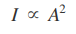 I ∝ A²